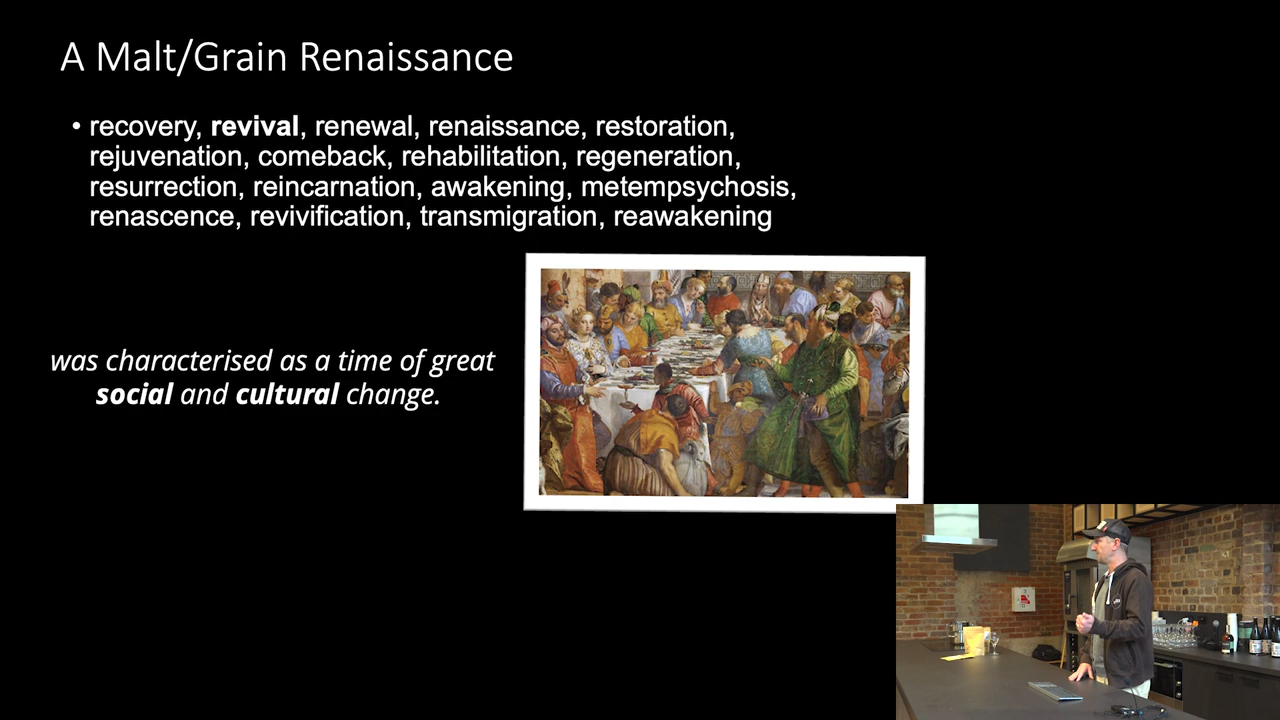 A Malt/Grain Renaissance
• recovery, revival, renewal, renaissance, restoration,
rejuvenation, comeback, rehabilitation, regeneration,
resurrection, reincarnation, awakening, metempsychosis,
renascence, revivification, transmigration, reawakening
was characterised as a time of great
social and cultural change.